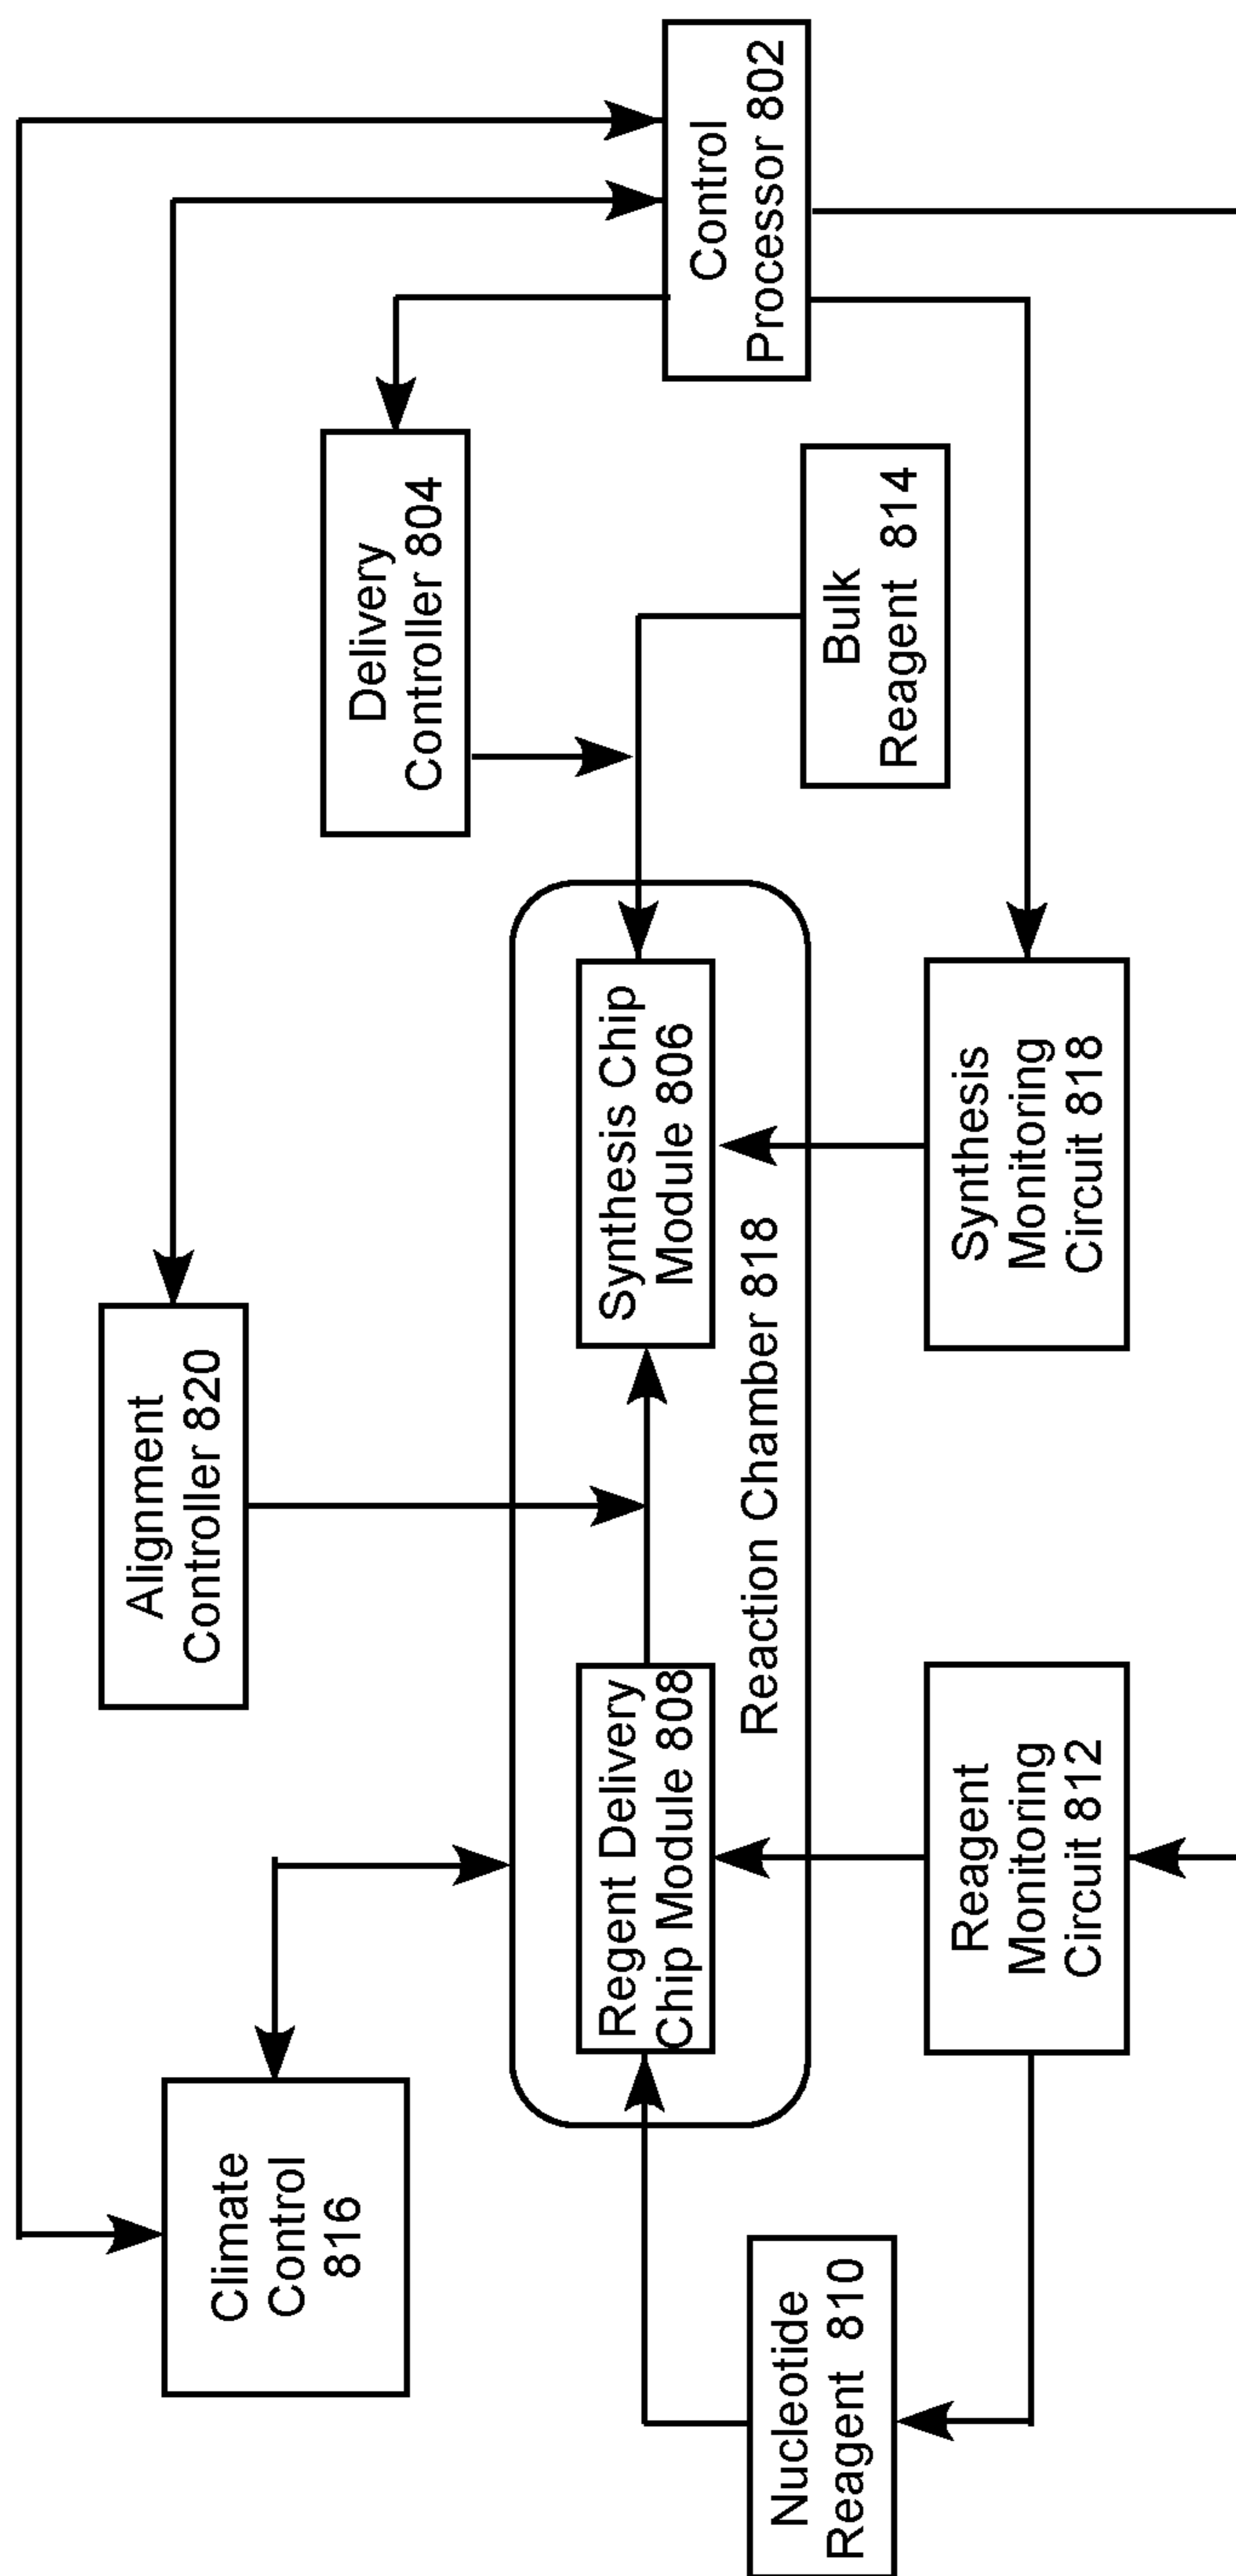 Climate
Control
816
Alignment
Controller 820
Delivery
Controller 804
Control
Processor 802
Nucleotide
Reagent 810
Regent Delivery
Chip Module 808
Synthesis Chip
Module 806
Reaction Chamber 818
Bulk
Reagent 814
Reagent
Monitoring
Circuit 812
Synthesis
Monitoring
Circuit 818